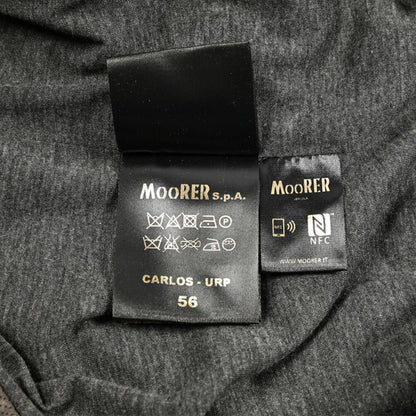 MOORER S.p.A.
CARLOS - URP
56
MOORER
NFC
WWW.MOORER.IT